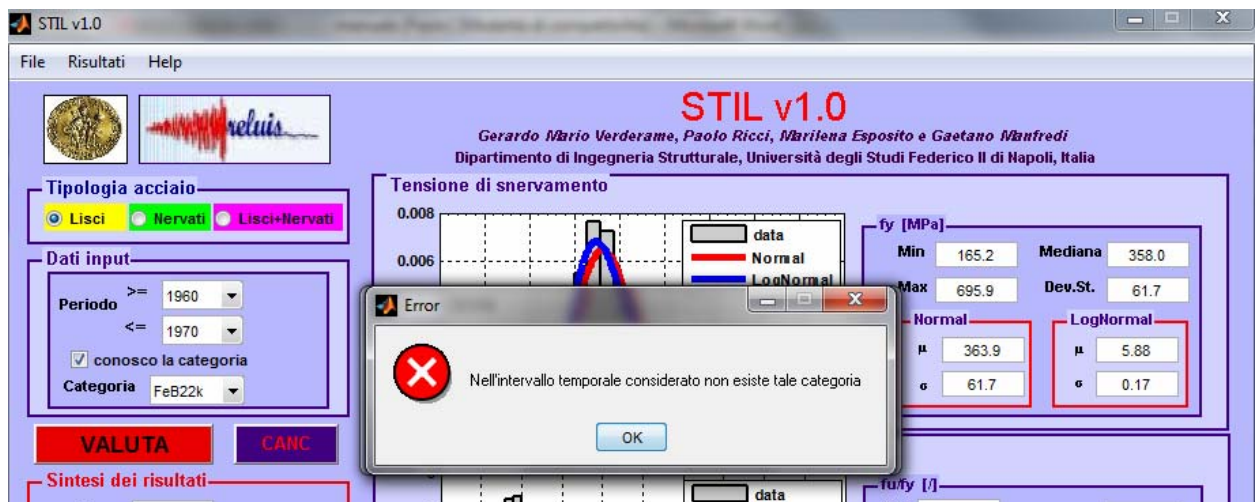 STIL v1.0
File Risultati Help
reluis
STIL v1.0
Gerardo Mario Verderame, Paolo Ricci, Marilena Esposito e Gaetano Manfredi
Dipartimento di Ingegneria Strutturale, Università degli Studi Federico II di Napoli, Italia
Tipologia acciaio
Lisci Nervati Lisci+Nervati
Dati input
Periodo >= 1960
<= 1970
conosco la categoria
Categoria FeB22k
VALUTA CANC
Sintesi dei risultati
Tensione di snervamento
0.008
0.006
data
Normal
LogNormal
fy [MPa]
Min 165.2 Mediana 358.0
Max 695.9 Dev.St. 61.7
Normal
μ 363.9
σ 61.7
LogNormal
μ 5.88
σ 0.17
Error
Nell'intervallo temporale considerato non esiste tale categoria
OK
data
fu/fy [/]